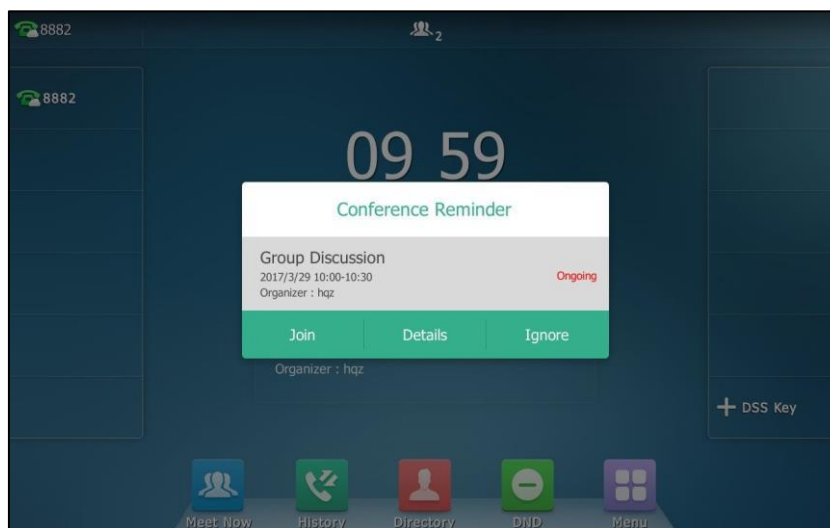 8882
2
8882
09 59
Conference Reminder
Group Discussion
2017/3/29 10:00-10:30
Ongoing
Organizer : hqz
Join
Details
Ignore
Organizer : hqz
DSS Key
Meet Now
History
Directory
DND
Menu